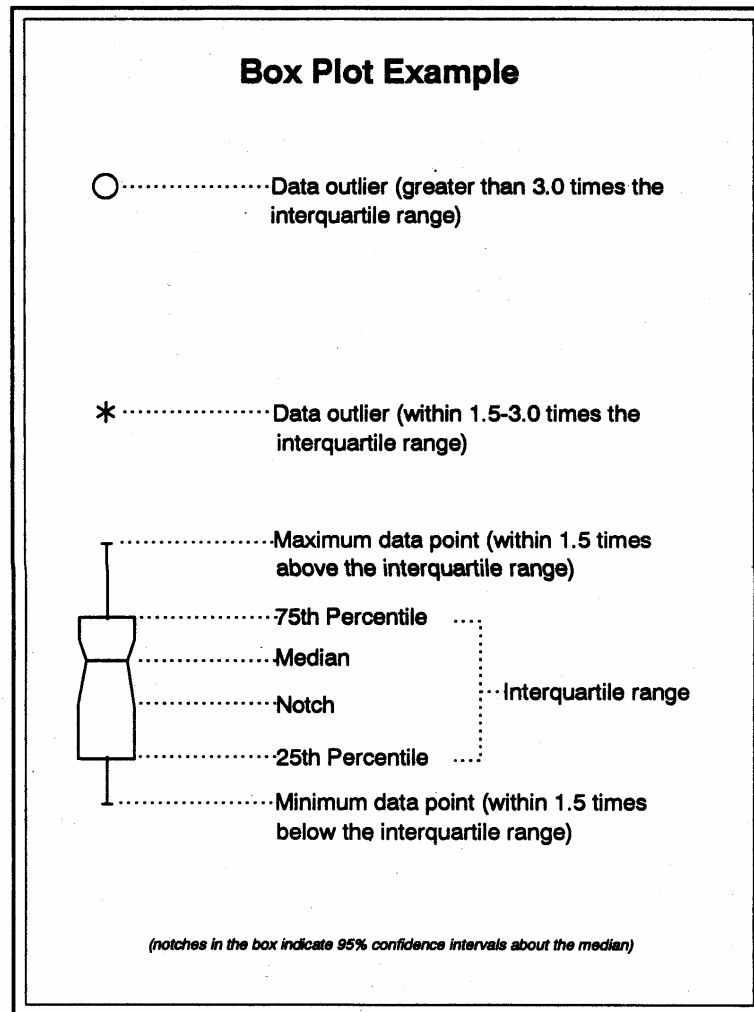 Box Plot Example
Data outlier (greater than 3.0 times the
interquartile range)
Data outlier (within 1.5-3.0 times the
interquartile range)
Maximum data point (within 1.5 times
above the interquartile range)
75th Percentile
Median
Interquartile range
Notch
25th Percentile
Minimum data point (within 1.5 times
below the interquartile range)
(notches in the box indicate 95% confidence intervals about the median)